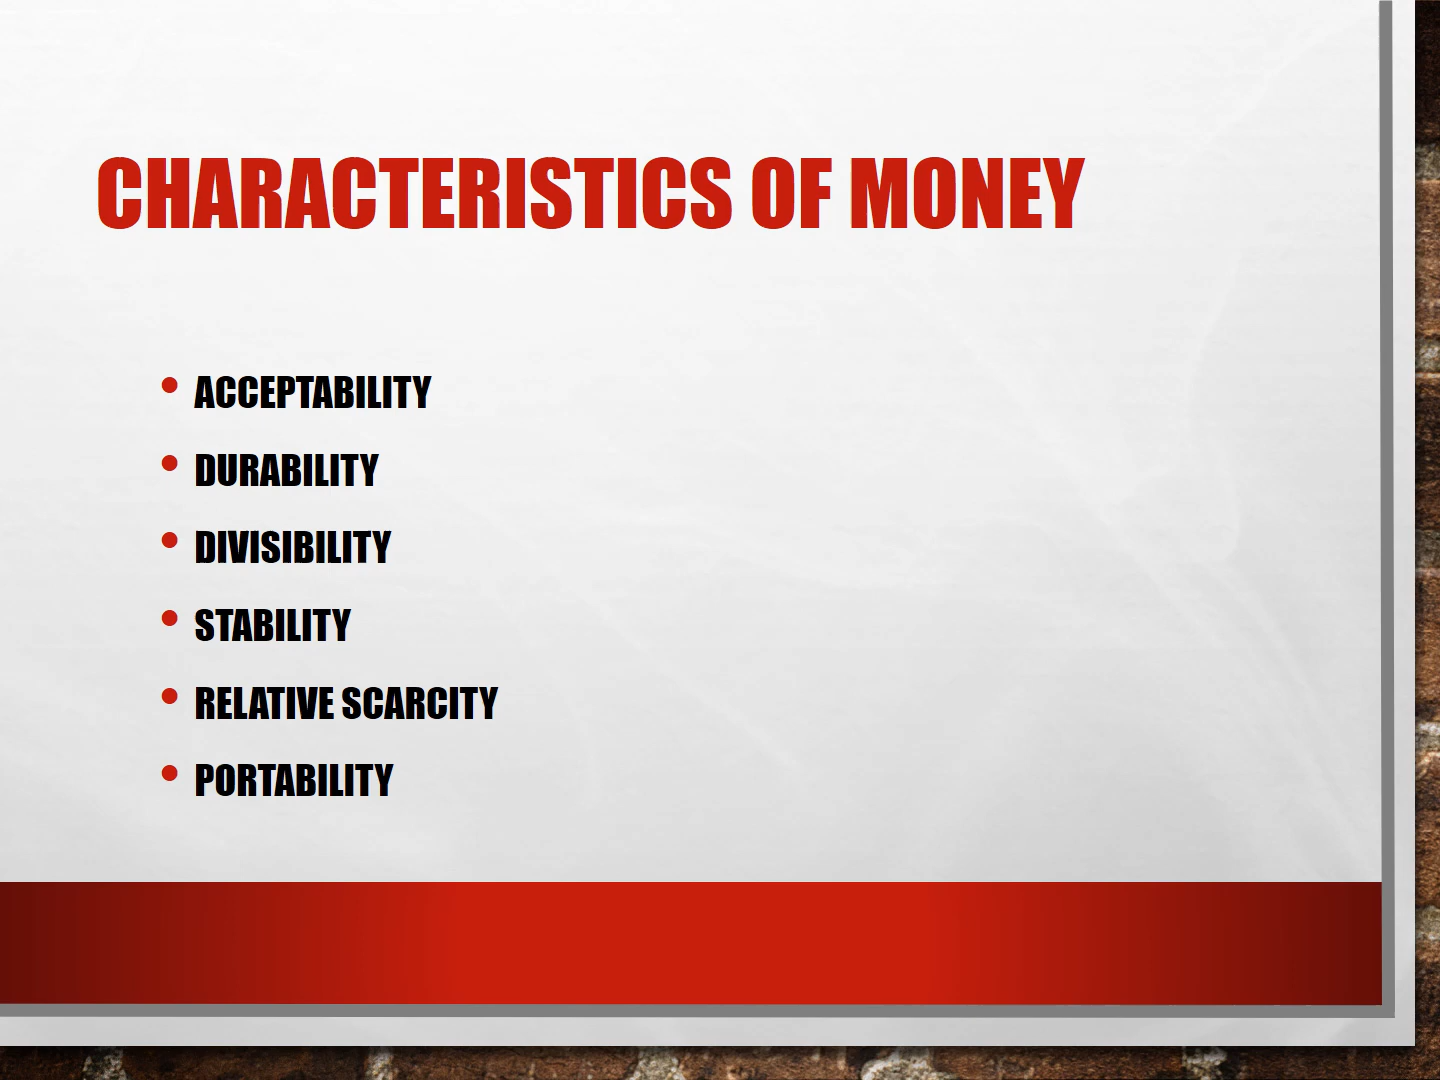 CHARACTERISTICS OF MONEY
• ACCEPTABILITY
• DURABILITY
• DIVISIBILITY
• STABILITY
• RELATIVE SCARCITY
• PORTABILITY